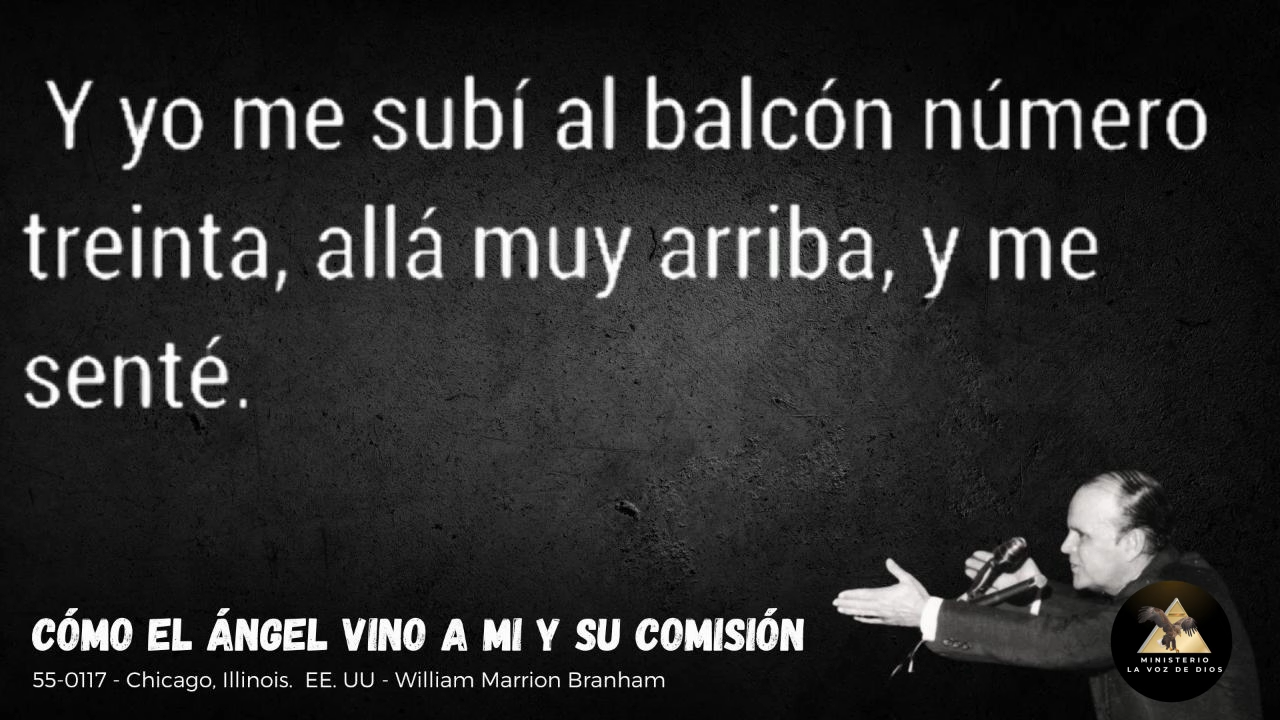 Y yo me subí al balcón número
treinta, allá muy arriba, y me
senté.
CÓMO EL ÁNGEL VINO A MI Y SU COMISIÓN
55-0117 - Chicago, Illinois.  EE. UU - William Marrion Branham
MINISTERIO
LA VOZ DE DIOS